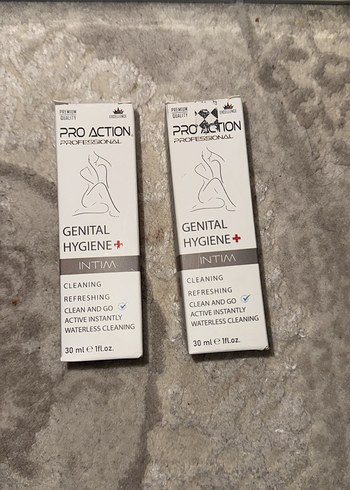 PREMIUM
QUALITY
EXCELLENCE
PRO ACTION
PROFESSIONAL
GENITAL
HYGIENE+
INTIM
CLEANING
REFRESHING
CLEAN AND GO
ACTIVE INSTANTLY
WATERLESS CLEANING
30 ml ℮ 1fl.oz.
PREMIUM
QUALITY
EXCELLENCE
PRO ACTION
PROFESSIONAL
GENITAL
HYGIENE+
INTIM
CLEANING
REFRESHING
CLEAN AND GO
ACTIVE INSTANTLY
WATERLESS CLEANING
30 ml ℮ 1fl.oz.